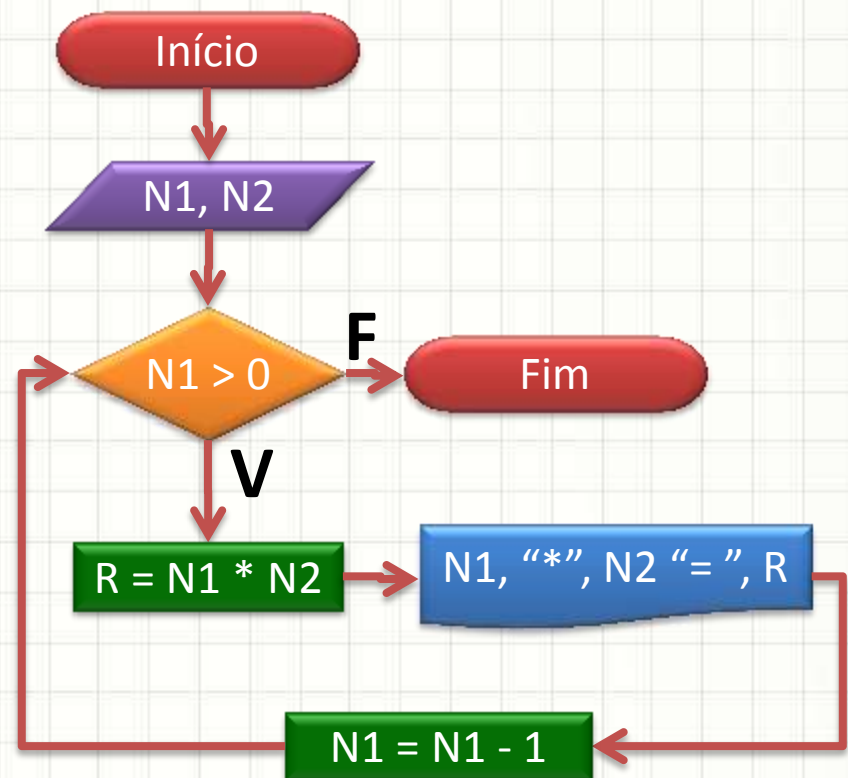 Início
N1, N2
N1 > 0
F
Fim
V
R = N1 * N2
N1, “*”, N2 “= ”, R
N1 = N1 - 1